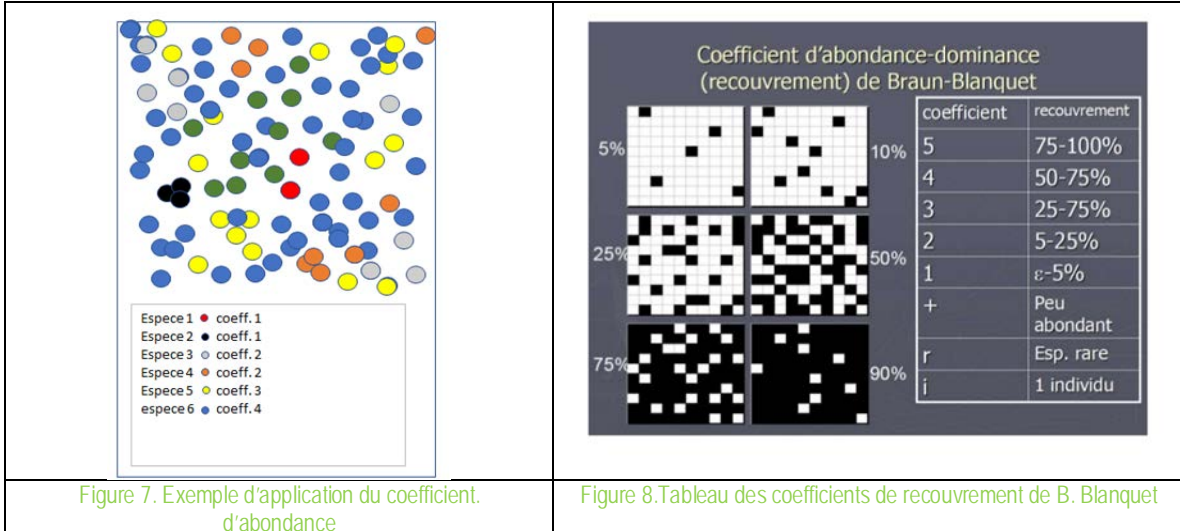 Espece 1 coeff. 1
Espece 2 coeff. 1
Espece 3 coeff. 2
Espece 4 coeff. 2
Espece 5 coeff. 3
espece 6 coeff. 4
Figure 7. Exemple d'application du coefficient.
d'abondance
Coefficient d'abondance-dominance
(recouvrement) de Braun-Blanquet
5%
10%
25%
50%
75%
90%
coefficient recouvrement
5 75-100%
4 50-75%
3 25-75%
2 5-25%
1 ε-5%
+ Peu
abondant
r Esp. rare
i 1 individu
Figure 8.Tableau des coefficients de recouvrement de B. Blanquet